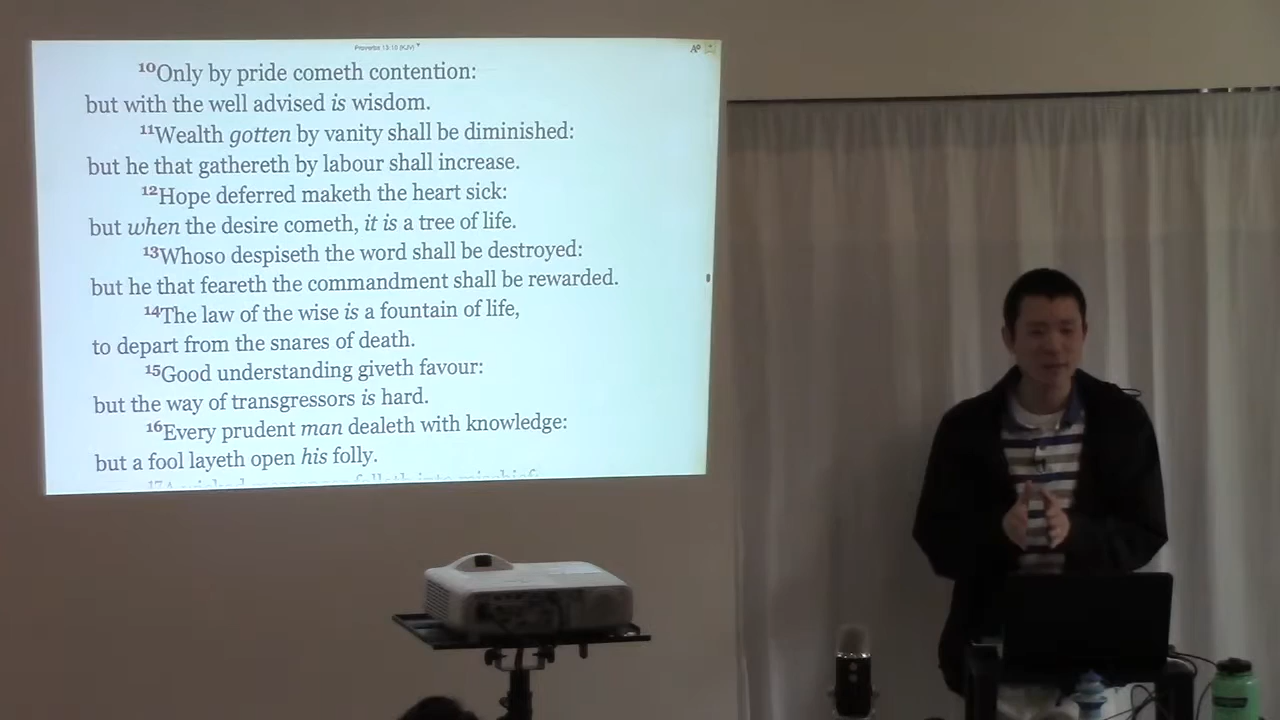 Proverbs 13:10 (KJV)
10Only by pride cometh contention:
but with the well advised is wisdom.
11Wealth gotten by vanity shall be diminished:
but he that gathereth by labour shall increase.
12Hope deferred maketh the heart sick:
but when the desire cometh, it is a tree of life.
13Whoso despiseth the word shall be destroyed:
but he that feareth the commandment shall be rewarded.
14The law of the wise is a fountain of life,
to depart from the snares of death.
15Good understanding giveth favour:
but the way of transgressors is hard.
16Every prudent man dealeth with knowledge:
but a fool layeth open his folly.